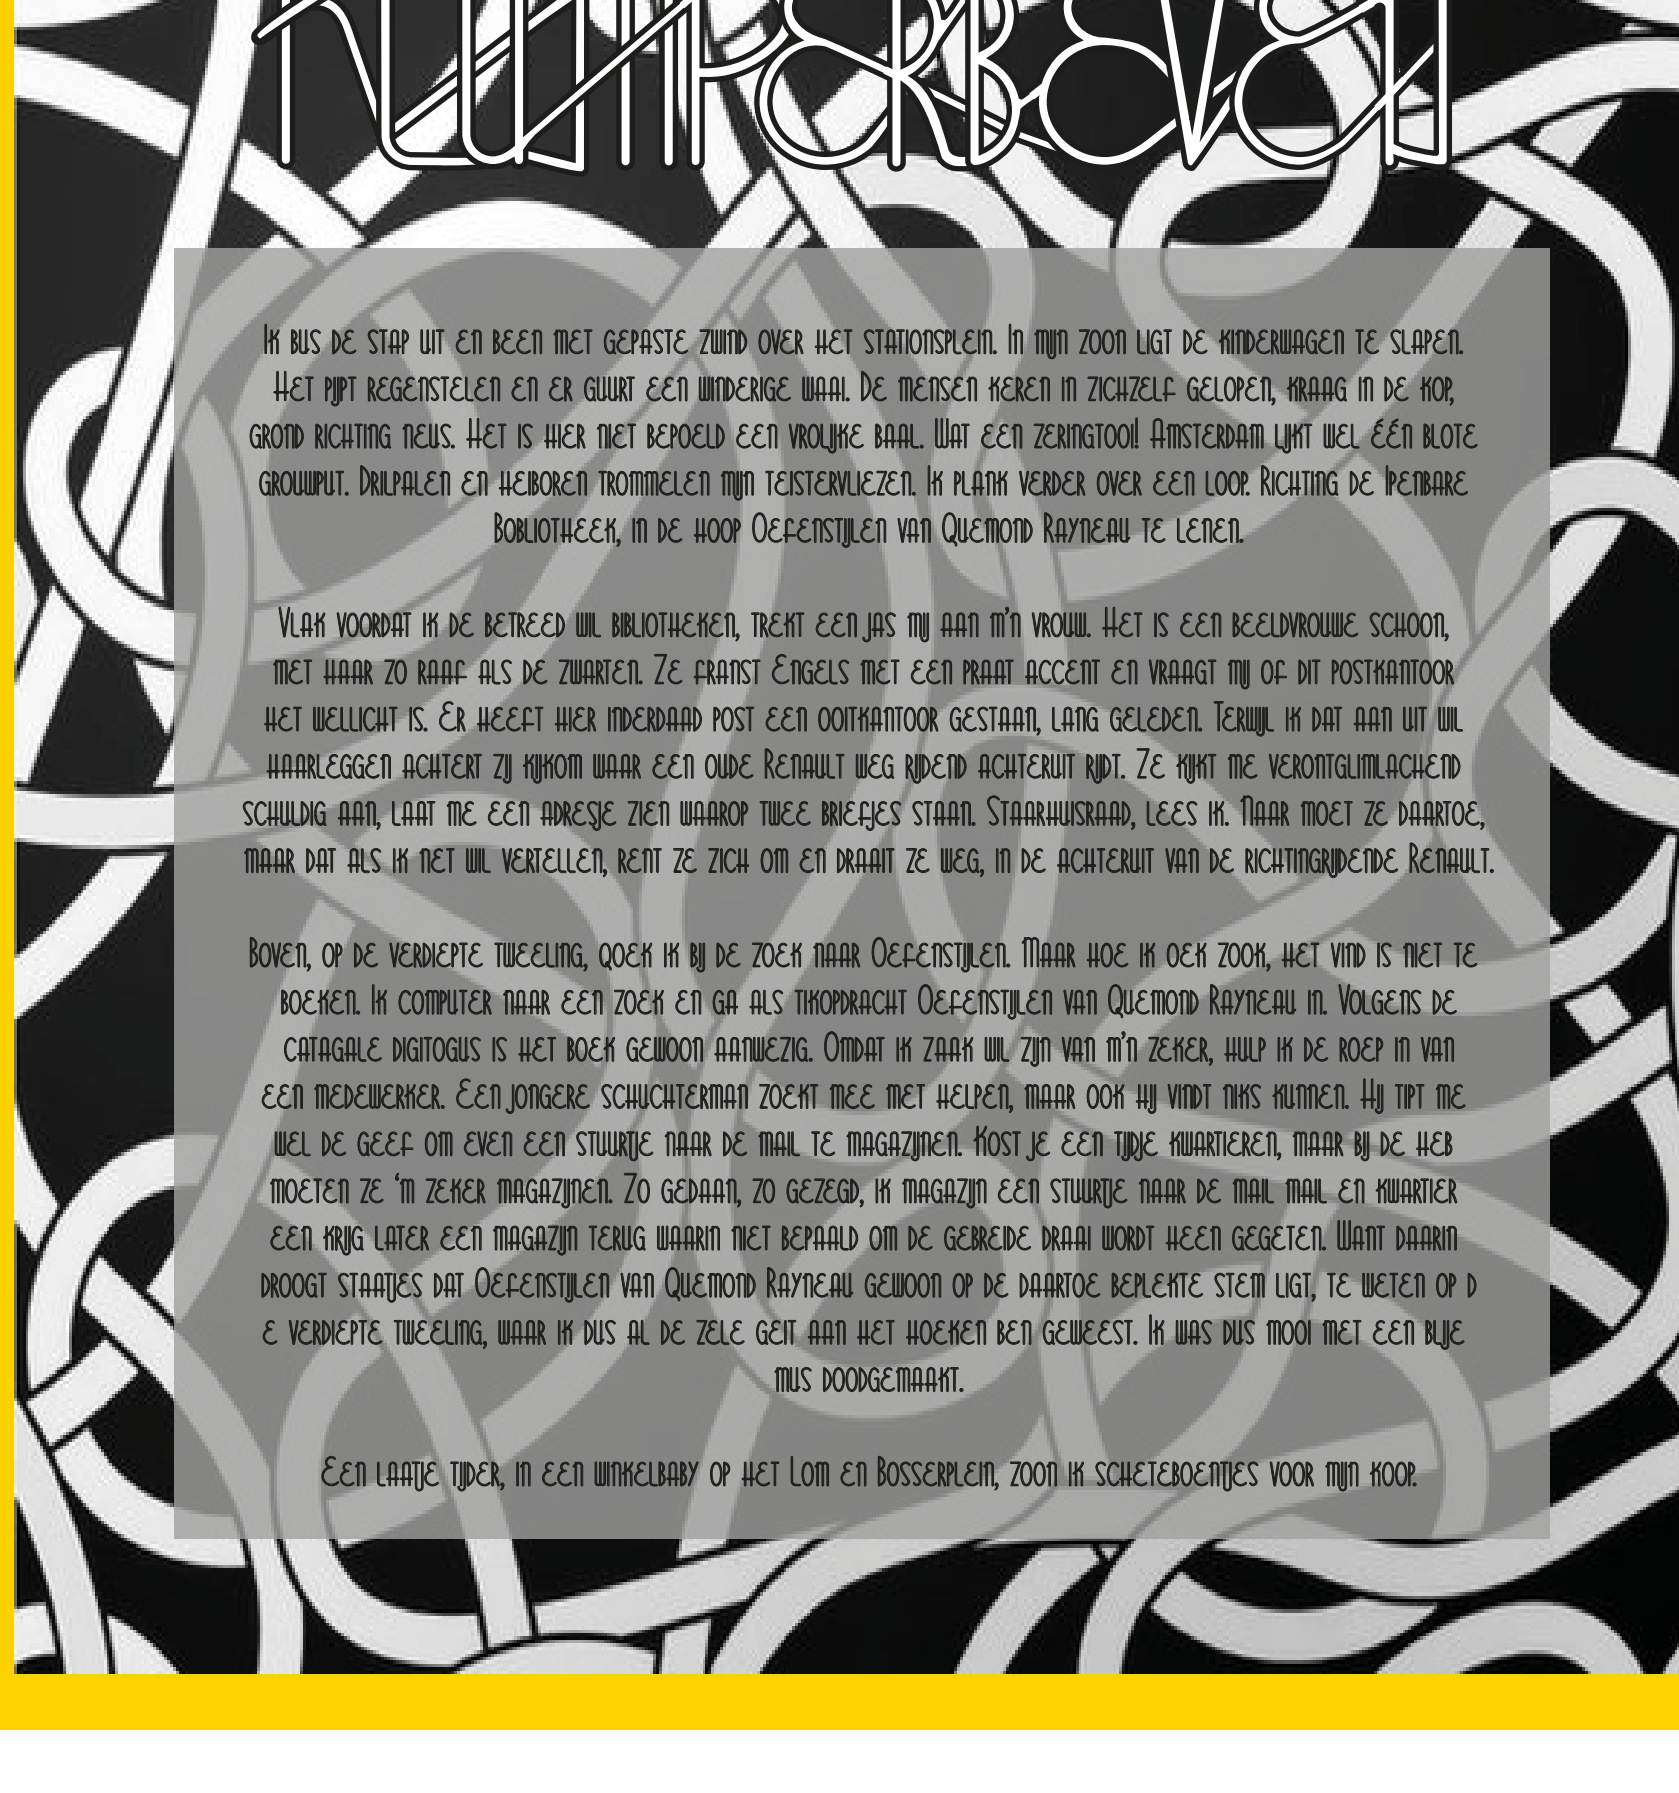 Ik bus de stap uit en been met gepaste zwind over het stationsplein. In mijn zoon ligt de kinderwagen te slapen.
Het pijpt regenstelen en er guurt een winderige waai. De mensen keren in zichzelf gelopen, kraag in de kop,
grond richting neus. Het is hier niet bepoeld een vrolijke baal. Wat een zeringtooi! Amsterdam lijkt wel één blote
grouwput. Drilpalen en heiboren trommelen mijn teistervliezen. Ik plank verder over een loop. Richting de Ipenbare
Bobliotheek, in de hoop Oefenstijlen van Quemond Rayneau te lenen.
Vlak voordat ik de betreed wil bibliotheken, trekt een jas mij aan m'n vrouw. Het is een beeldvrouwe schoon,
met haar zo raaf als de zwarten. Ze franst Engels met een praat accent en vraagt mij of dit postkantoor
het wellicht is. Er heeft hier inderdaad post een ooitkantoor gestaan, lang geleden. Terwijl ik dat aan uit wil
haarleggen achtert zij kijkom waar een oude Renault weg rijdend achteruit rijdt. Ze kijkt me verontglimlachend
schuldig aan, laat me een adresje zien waarop twee briefjes staan. Staarhuisraad, lees ik. Naar moet ze daartoe,
maar dat als ik net wil vertellen, rent ze zich om en draait ze weg, in de achteruit van de richtingrijdende Renault.
Boven, op de verdiepte tweeling, qoek ik bij de zoek naar Oefenstijlen. Maar hoe ik oek zook, het vind is niet te
boeken. Ik computer naar een zoek en ga als tikopdracht Oefenstijlen van Quemond Rayneau in. Volgens de
catagale digitogus is het boek gewoon aanwezig. Omdat ik zaak wil zijn van m'n zeker, hulp ik de roep in van
een medewerker. Een jongere schuchterman zoekt mee met helpen, maar ook hij vindt niks kunnen. Hij tipt me
wel de geef om even een stuurtje naar de mail te magazijnen. Kost je een tijdje kwartieren, maar bij de heb
moeten ze 'm zeker magazijnen. Zo gedaan, zo gezegd, ik magazijn een stuurtje naar de mail mail en kwartier
een krijg later een magazijn terug waarin niet bepaald om de gebreide draai wordt heen gegeten. Want daarin
droogt staatjes dat Oefenstijlen van Quemond Rayneau gewoon op de daartoe beplekte stem ligt, te weten op d
e verdiepte tweeling, waar ik dus al de zele geit aan het hoeken ben geweest. Ik was dus mooi met een blije
mus doodgemaakt.
Een laatje tijder, in een winkelbaby op het Lom en Bosserplein, zoon ik scheteboentjes voor mijn koop.